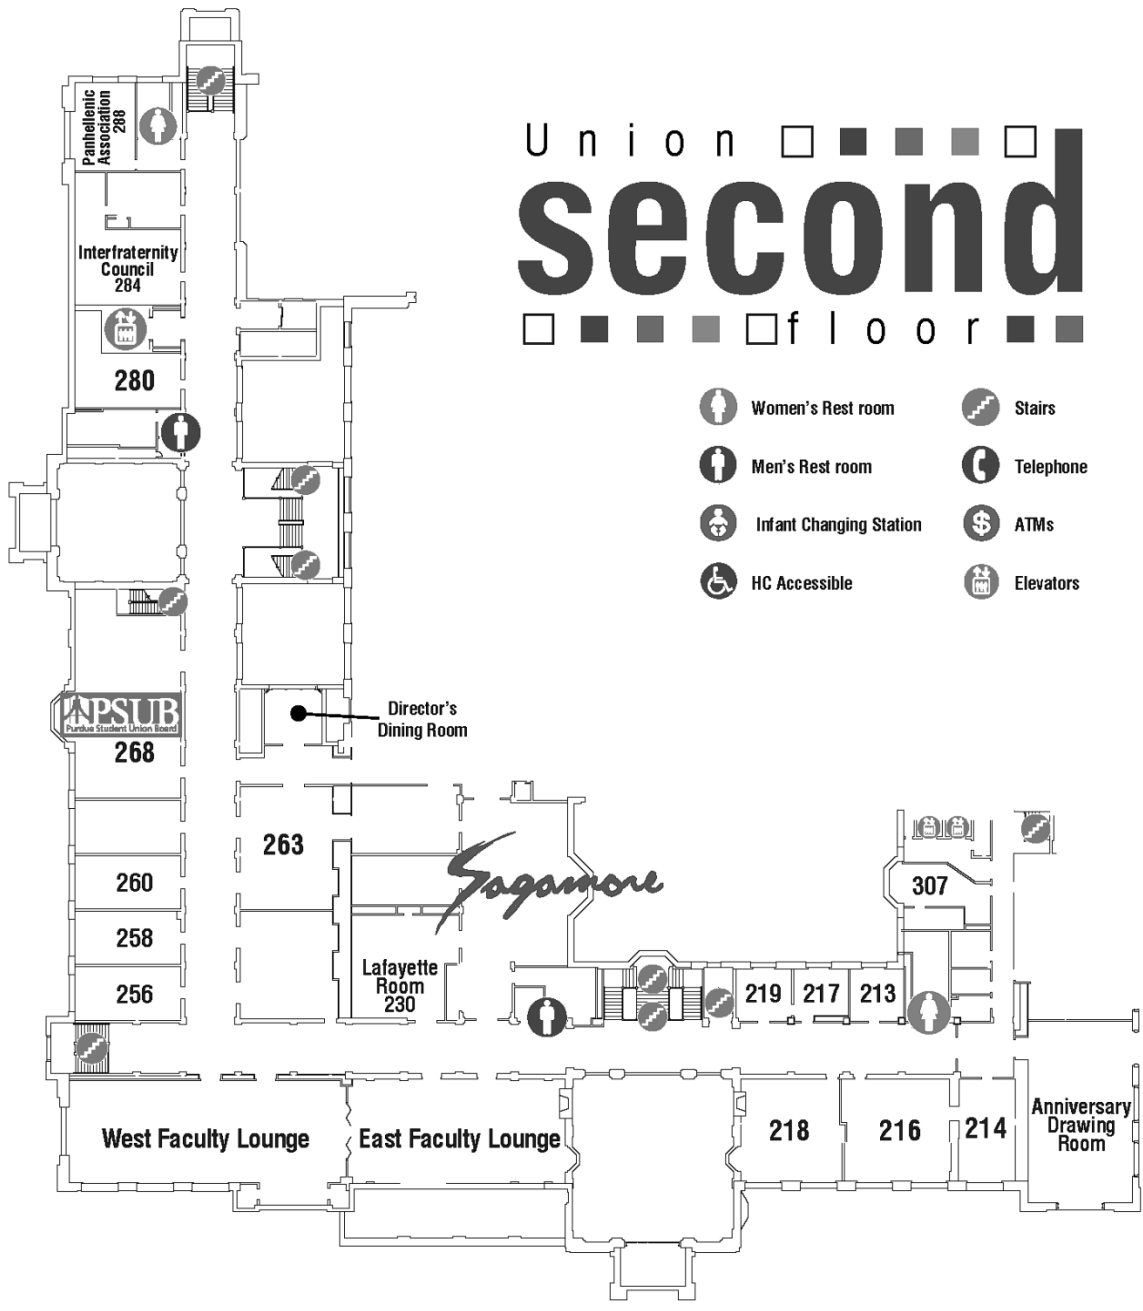 Union
second
floor
Women's Rest room
Stairs
Men's Rest room
Telephone
Infant Changing Station
$
ATMs
HC Accessible
Elevators
Panhellenic
Association
288
Interfraternity
Council
284
280
PSUB
Purdue Student Union Board
268
Director's
Dining Room
263
Sagamore
260
258
256
Lafayette
Room
230
307
219
217
213
West Faculty Lounge
East Faculty Lounge
218
216
214
Anniversary
Drawing
Room